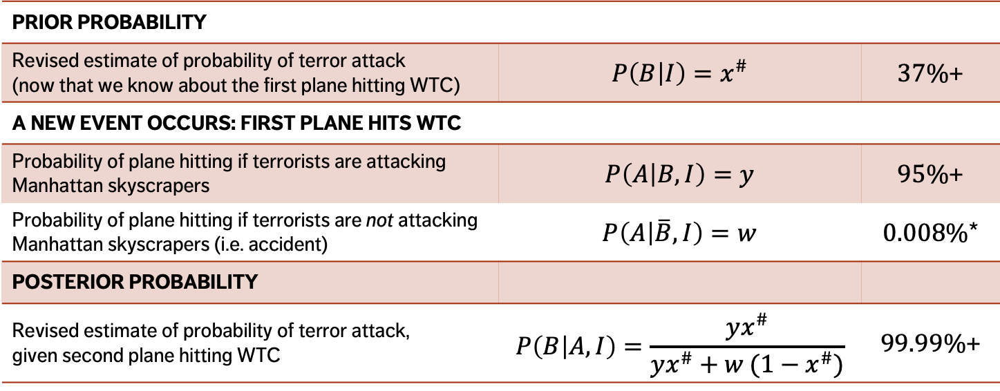 PRIOR PROBABILITY
Revised estimate of probability of terror attack
(now that we know about the first plane hitting WTC)
P(B|I) = x^#
37%+
A NEW EVENT OCCURS: FIRST PLANE HITS WTC
Probability of plane hitting if terrorists are attacking
Manhattan skyscrapers
P(A|B, I) = y
95%+
Probability of plane hitting if terrorists are not attacking
Manhattan skyscrapers (i.e. accident)
P(A|B̄, I) = w
0.008%*
POSTERIOR PROBABILITY
Revised estimate of probability of terror attack,
given second plane hitting WTC
P(B|A, I) = yx^# / (yx^# + w (1 − x^#))
99.99%+